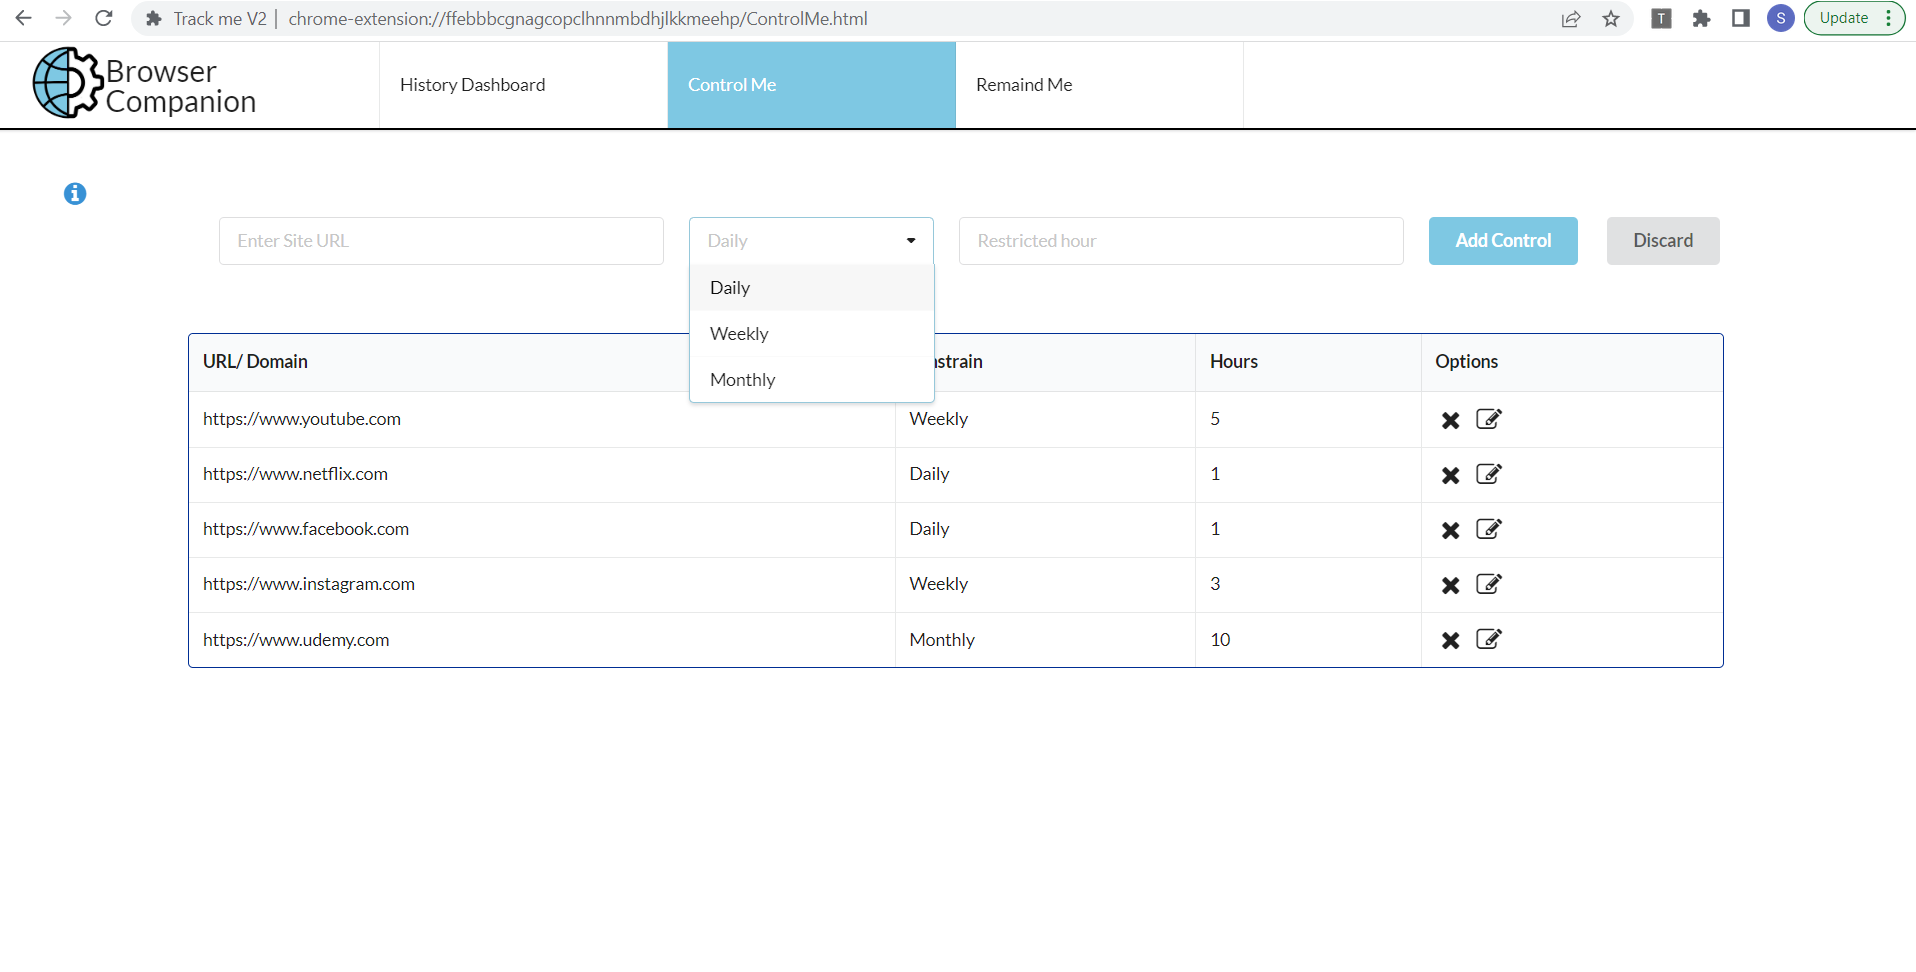 Track me V2 | chrome-extension://ffebbbcgnagcopclhnnmbdhjlkkmeehp/ControlMe.html T S Update
Browser
Companion
History Dashboard Control Me Remaind Me
Enter Site URL Daily Restricted hour Add Control Discard
Daily
Weekly
Monthly
URL/ Domain nstrain Hours Options
https://www.youtube.com Weekly 5
https://www.netflix.com Daily 1
https://www.facebook.com Daily 1
https://www.instagram.com Weekly 3
https://www.udemy.com Monthly 10